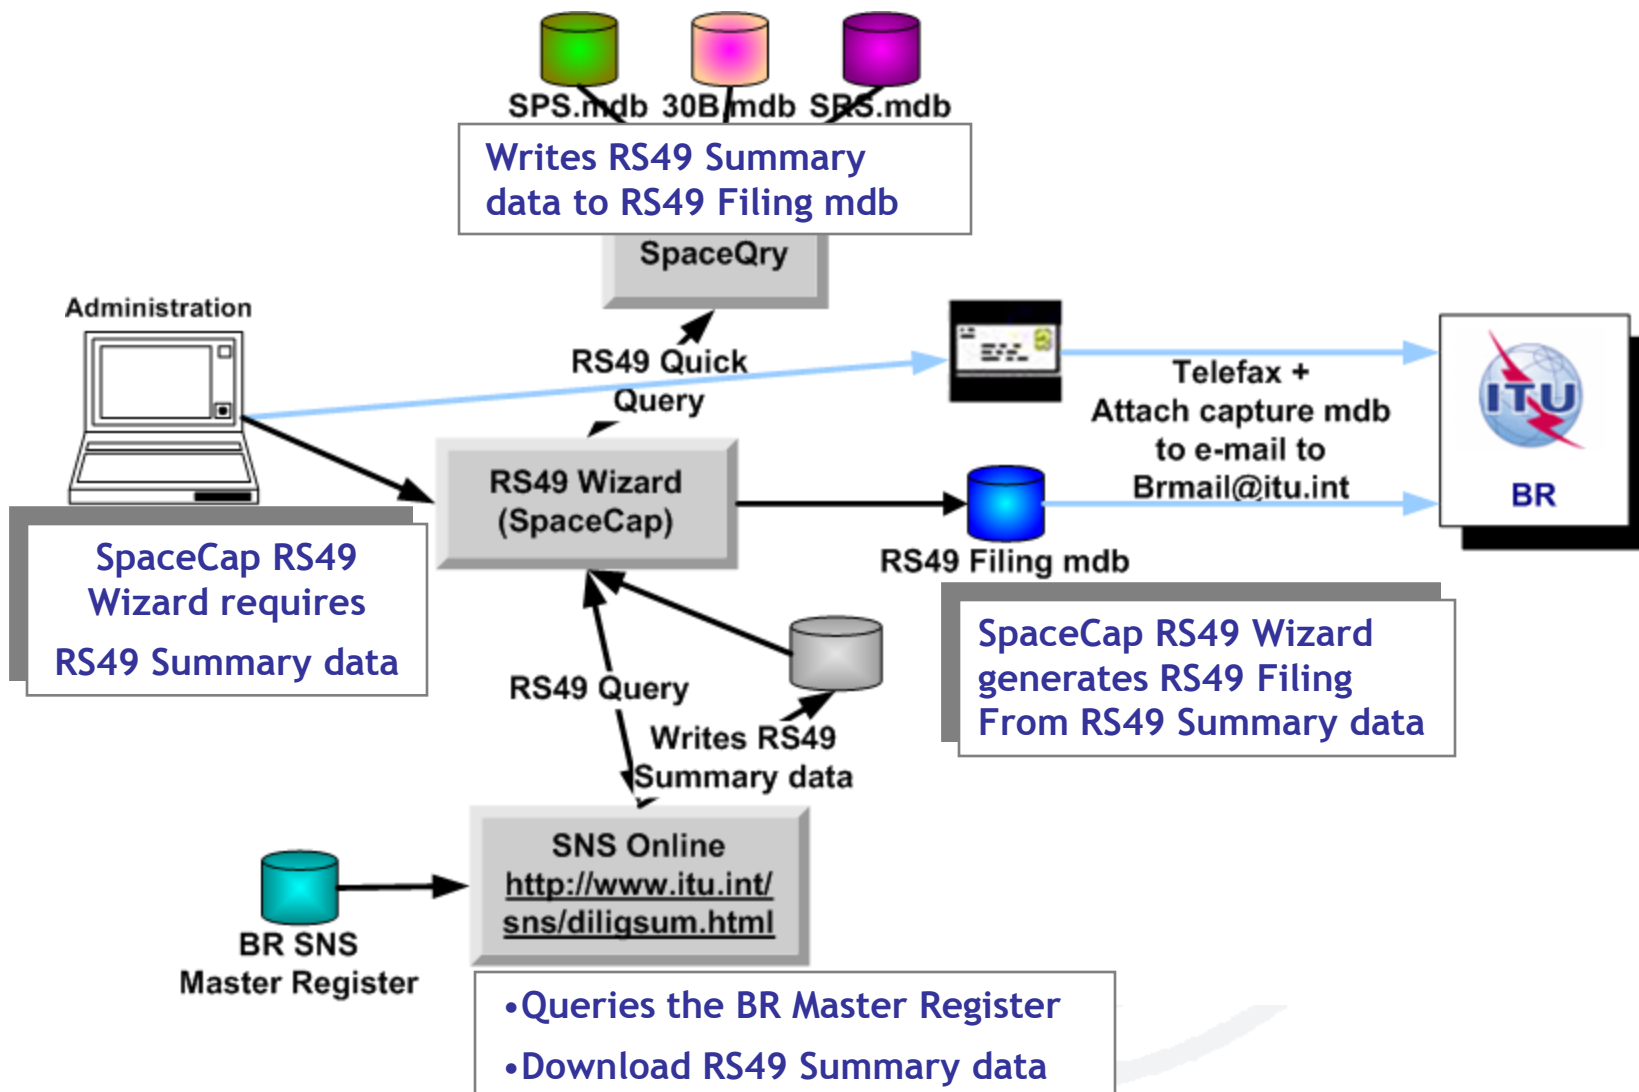 SPS.mdb 30B.mdb SRS.mdb
Writes RS49 Summary
data to RS49 Filing mdb
SpaceQry
Administration
RS49 Quick
Query
Telefax +
Attach capture mdb
to e-mail to
Brmail@itu.int
ITU
BR
RS49 Wizard
(SpaceCap)
RS49 Filing mdb
SpaceCap RS49
Wizard requires
RS49 Summary data
SpaceCap RS49 Wizard
generates RS49 Filing
From RS49 Summary data
RS49 Query
Writes RS49
Summary data
SNS Online
http://www.itu.int/
sns/diligsum.html
BR SNS
Master Register
•Queries the BR Master Register
•Download RS49 Summary data